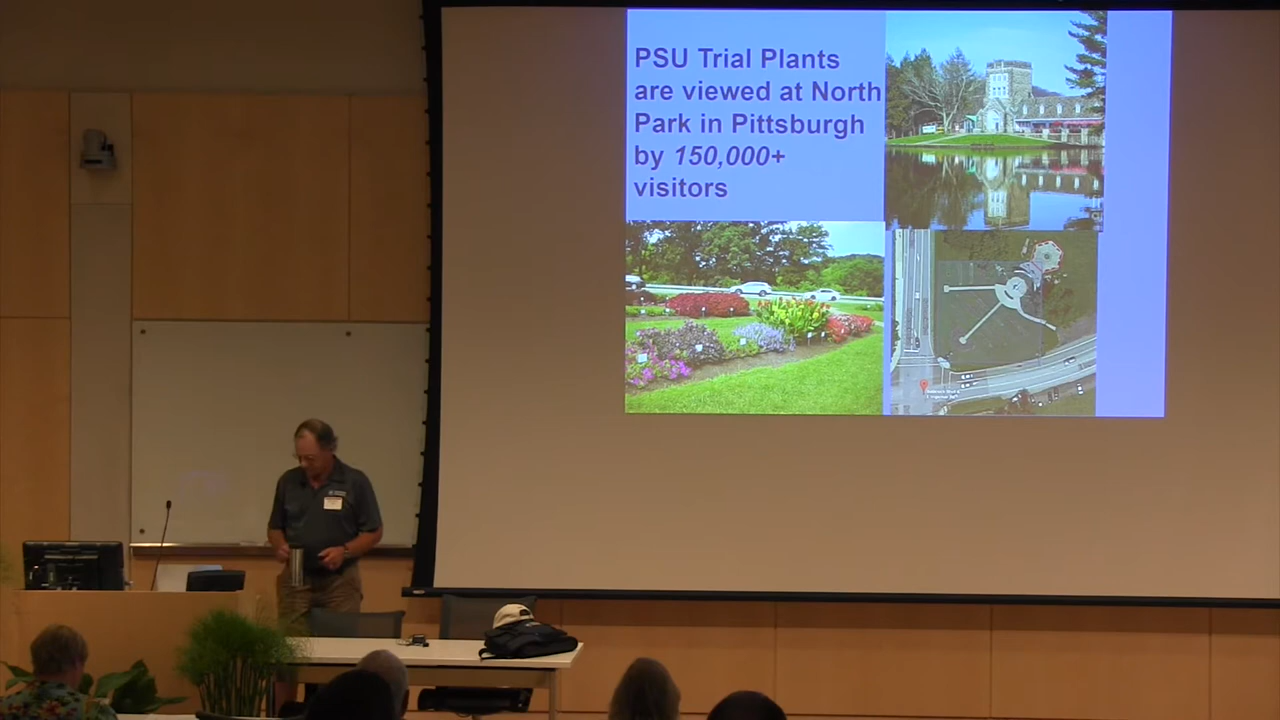 PSU Trial Plants
are viewed at North
Park in Pittsburgh
by 150,000+
visitors